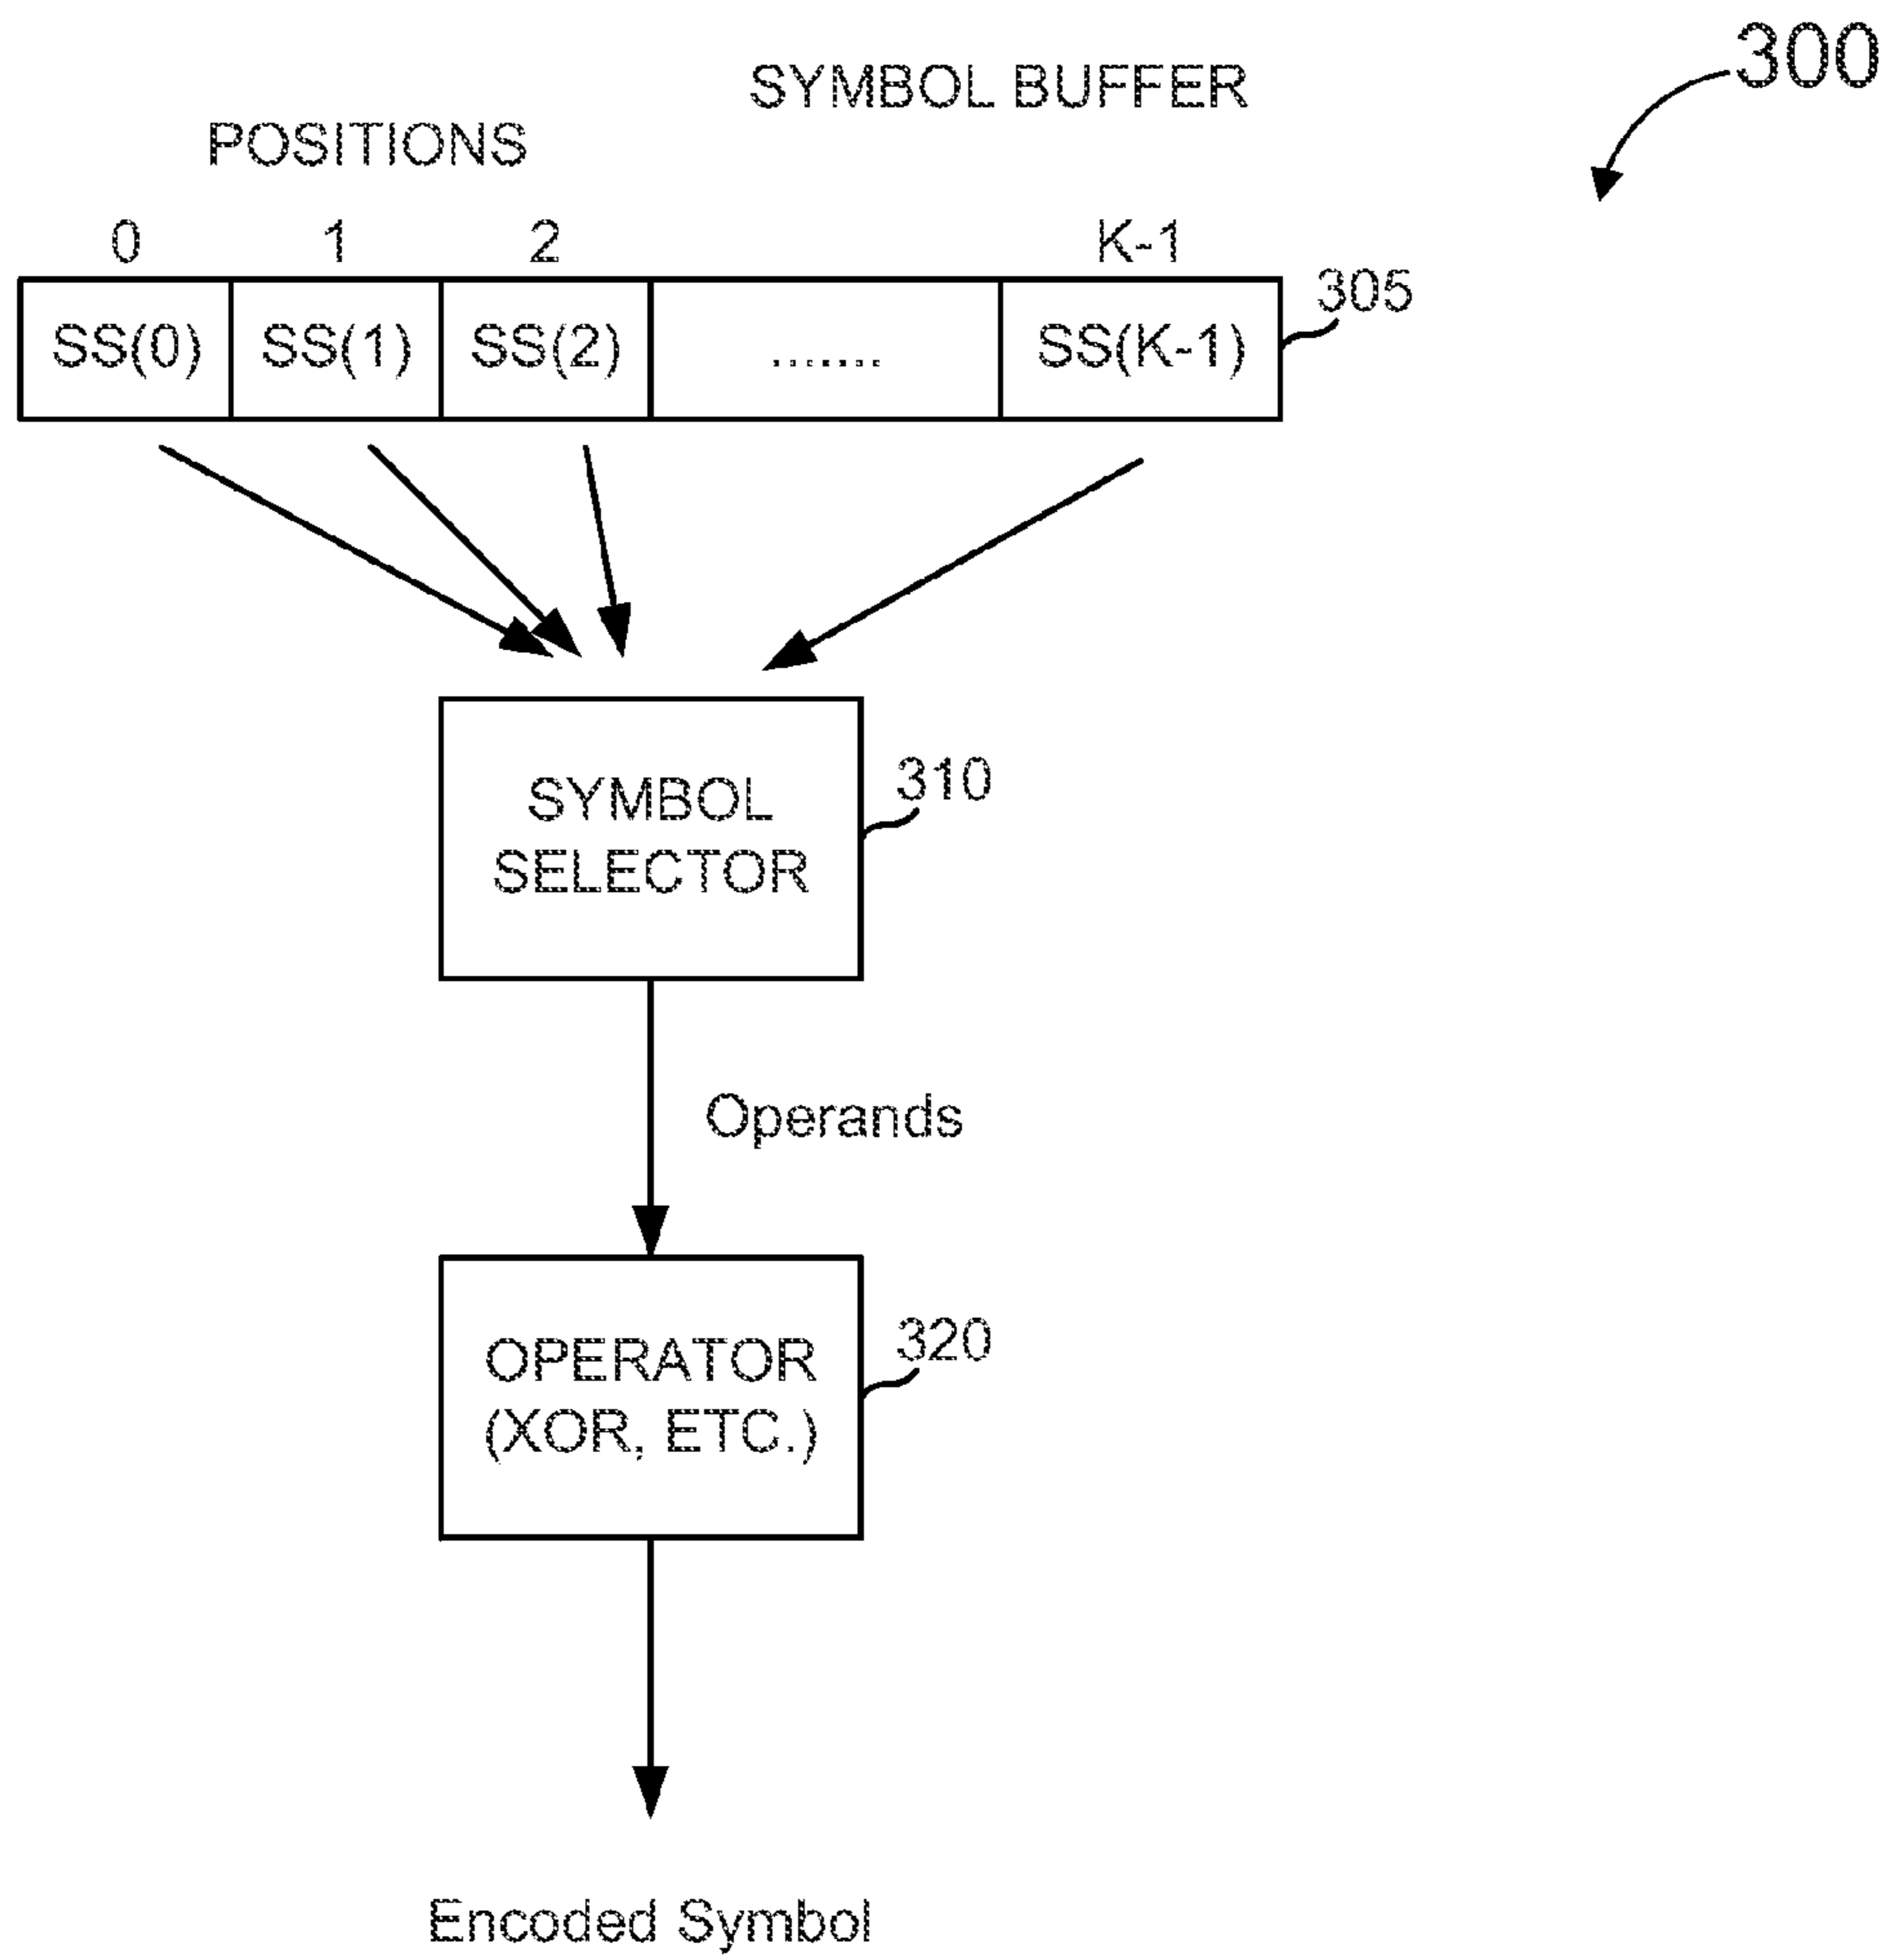 300
SYMBOL BUFFER
POSITIONS
0 1 2 K-1
305
SS(0) SS(1) SS(2) ....... SS(K-1)
310
SYMBOL
SELECTOR
Operands
320
OPERATOR
(XOR, ETC.)
Encoded Symbol